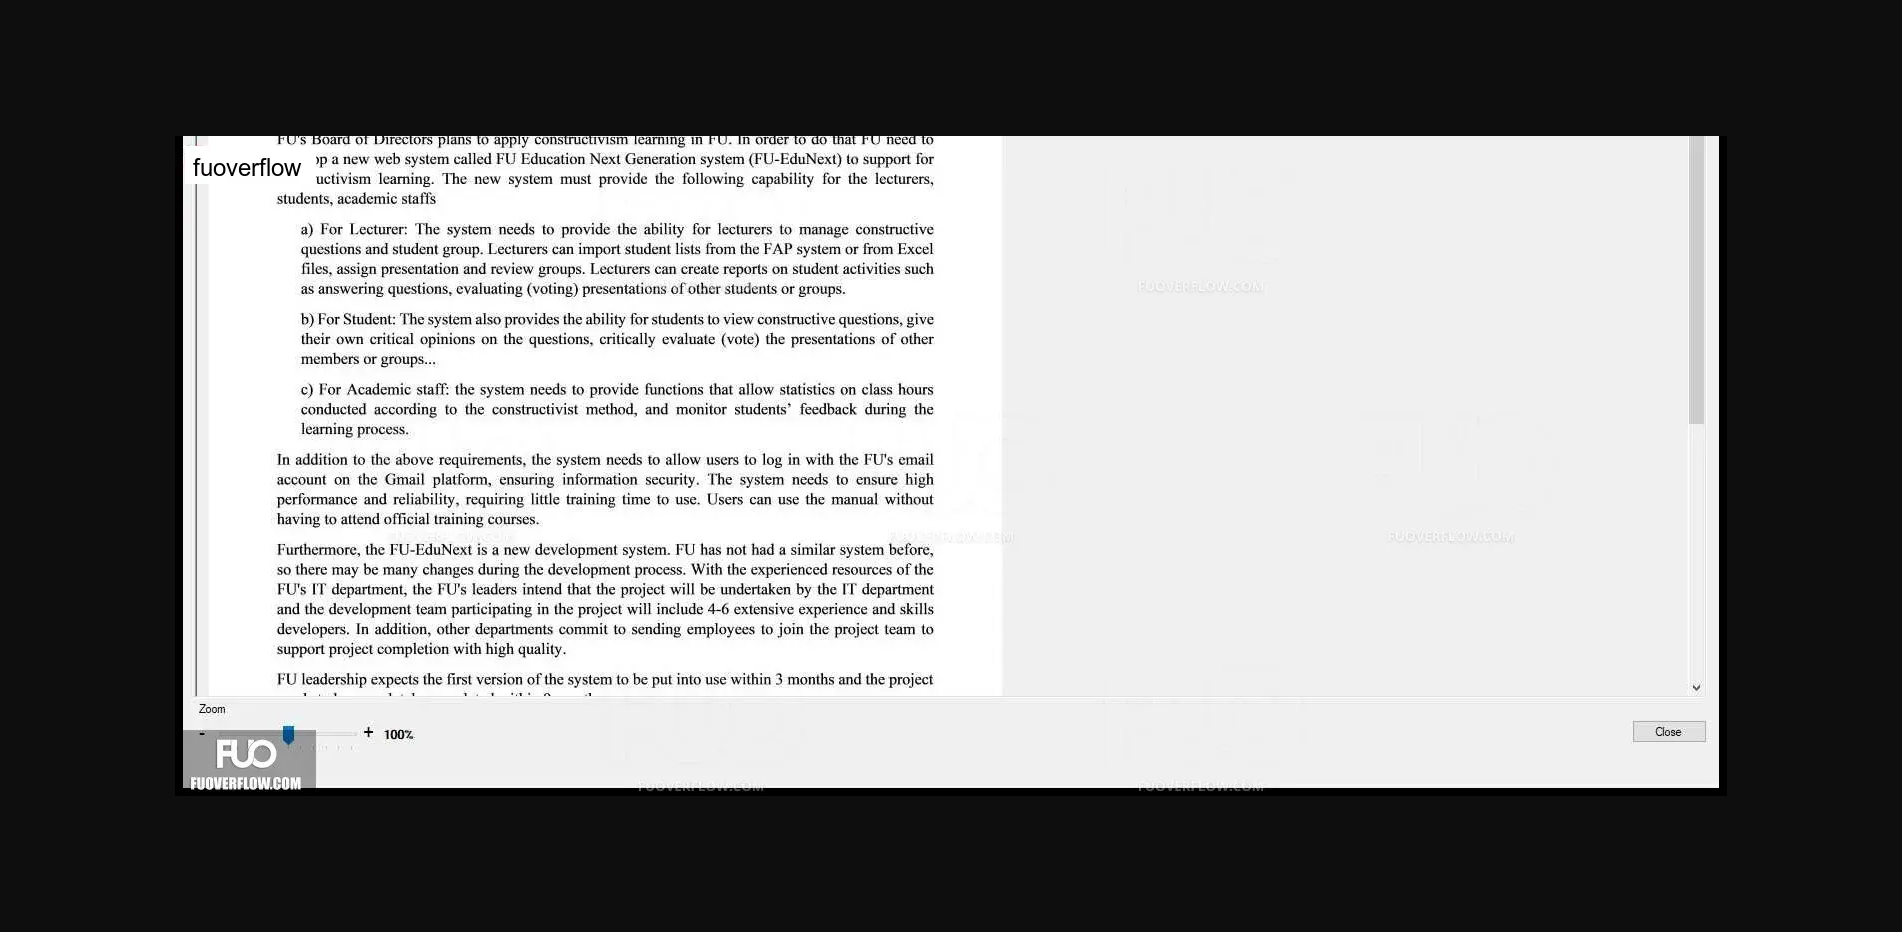 FU's Board of Directors plans to apply constructivism learning in FU. In order to do that FU need to
fuoverflow
op a new web system called FU Education Next Generation system (FU-EduNext) to support for
uctivism learning. The new system must provide the following capability for the lecturers,
students, academic staffs
a) For Lecturer: The system needs to provide the ability for lecturers to manage constructive
questions and student group. Lecturers can import student lists from the FAP system or from Excel
files, assign presentation and review groups. Lecturers can create reports on student activities such
as answering questions, evaluating (voting) presentations of other students or groups.
FUOVERFLOW.COM
b) For Student: The system also provides the ability for students to view constructive questions, give
their own critical opinions on the questions, critically evaluate (vote) the presentations of other
members or groups...
c) For Academic staff: the system needs to provide functions that allow statistics on class hours
conducted according to the constructivist method, and monitor students’ feedback during the
learning process.
In addition to the above requirements, the system needs to allow users to log in with the FU's email
account on the Gmail platform, ensuring information security. The system needs to ensure high
performance and reliability, requiring little training time to use. Users can use the manual without
having to attend official training courses.
FUOVERFLOW.COM FUOVERFLOW.COM FUOVERFLOW.COM
Furthermore, the FU-EduNext is a new development system. FU has not had a similar system before,
so there may be many changes during the development process. With the experienced resources of the
FU's IT department, the FU's leaders intend that the project will be undertaken by the IT department
and the development team participating in the project will include 4-6 extensive experience and skills
developers. In addition, other departments commit to sending employees to join the project team to
support project completion with high quality.
FU leadership expects the first version of the system to be put into use within 3 months and the project
Zoom
- + 100%
Close
FUO
FUOVERFLOW.COM
FUOVERFLOW.COM FUOVERFLOW.COM